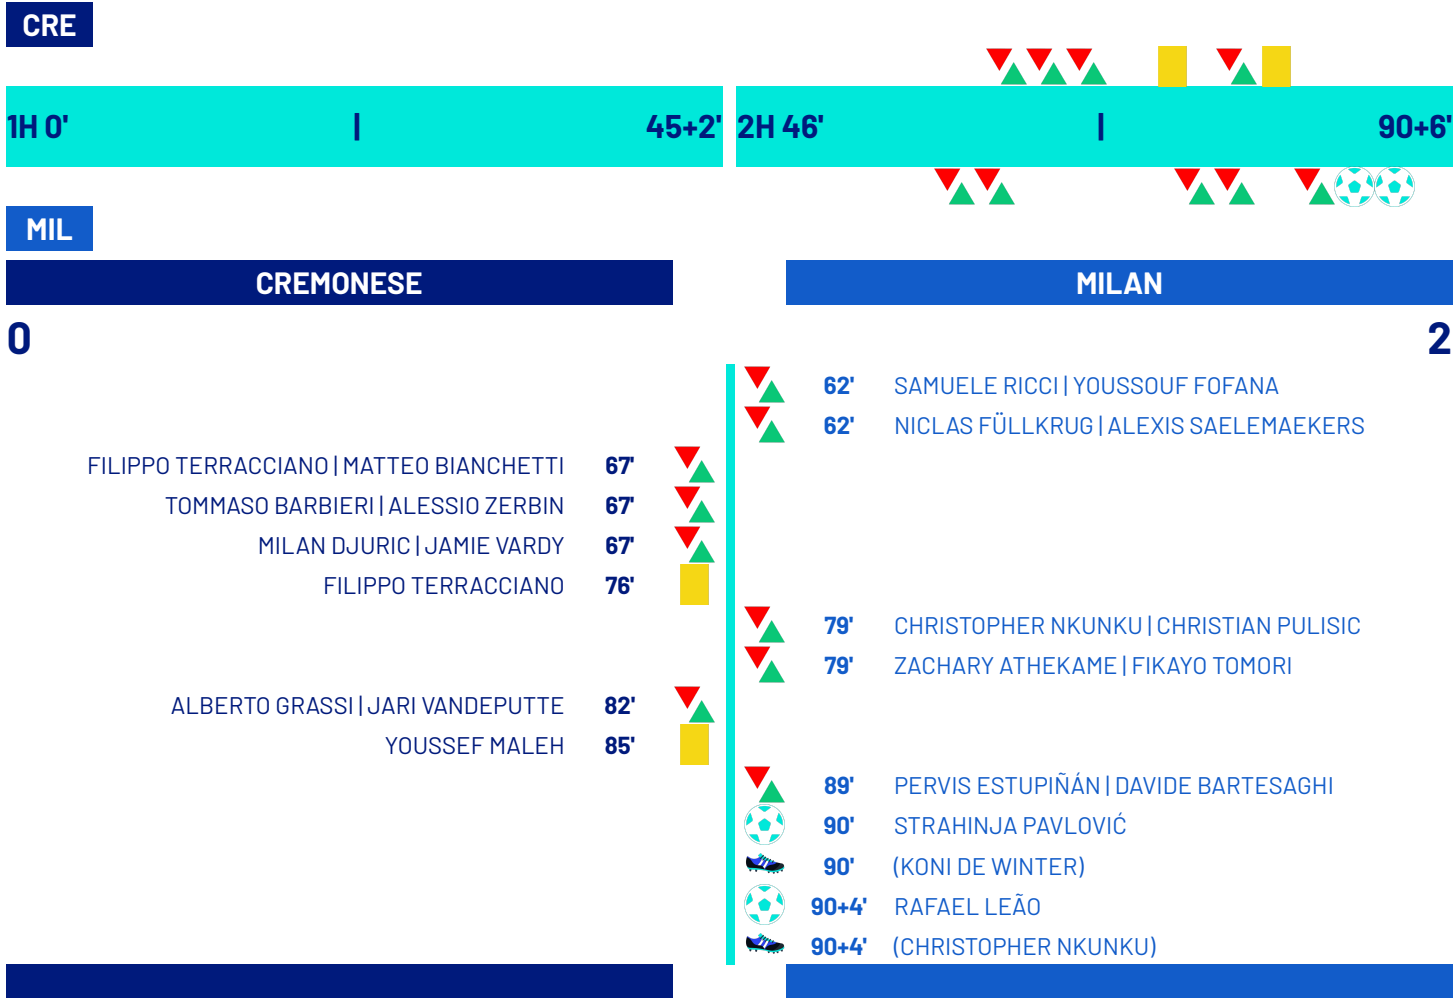 CRE
1H 0' | 45+2' 2H 46' | 90+6'
MIL
CREMONESE MILAN
0 2
62' SAMUELE RICCI | YOUSSOUF FOFANA
62' NICLAS FÜLLKRUG | ALEXIS SAELEMAEKERS
FILIPPO TERRACCIANO | MATTEO BIANCHETTI 67'
TOMMASO BARBIERI | ALESSIO ZERBIN 67'
MILAN DJURIC | JAMIE VARDY 67'
FILIPPO TERRACCIANO 76'
79' CHRISTOPHER NKUNKU | CHRISTIAN PULISIC
79' ZACHARY ATHEKAME | FIKAYO TOMORI
ALBERTO GRASSI | JARI VANDEPUTTE 82'
YOUSSEF MALEH 85'
89' PERVIS ESTUPIÑÁN | DAVIDE BARTESAGHI
90' STRAHINJA PAVLOVIĆ
90' (KONI DE WINTER)
90+4' RAFAEL LEÃO
90+4' (CHRISTOPHER NKUNKU)